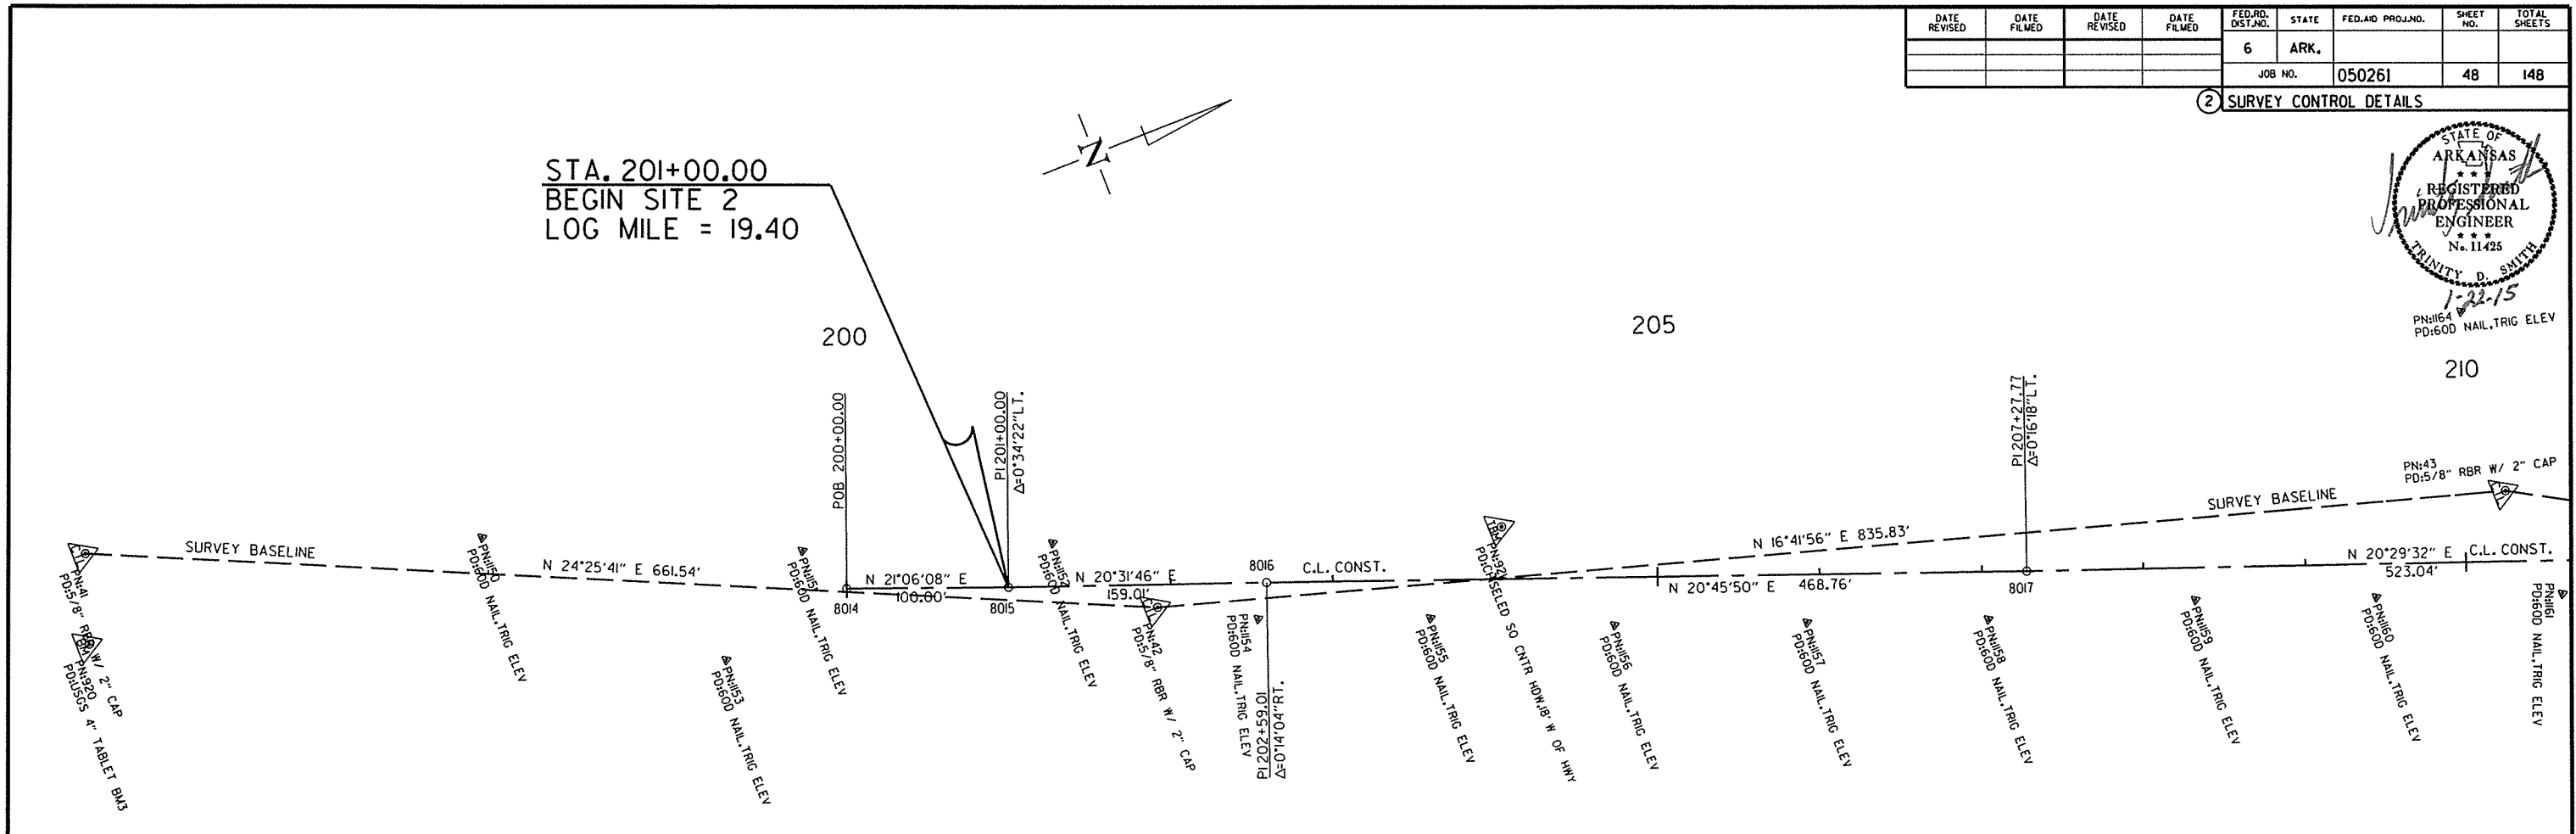 DATE REVISED
DATE FILMED
DATE REVISED
DATE FILMED
FED.RD. DIST.NO.
STATE
FED.AID PROJ.NO.
SHEET NO.
TOTAL SHEETS
6
ARK.
JOB NO.
050261
48
148
2
SURVEY CONTROL DETAILS
STATE OF
ARKANSAS
REGISTERED
PROFESSIONAL
ENGINEER
No. 11425
TRINITY D. SMITH
1-22-15
PN:1164
PD:60D NAIL,TRIG ELEV
N
STA. 201+00.00
BEGIN SITE 2
LOG MILE = 19.40
200
205
210
POB 200+00.00
PI 201+00.00
Δ=0°34'22"LT.
PI 207+27.77
Δ=0°16'18"LT.
PN:43
PD:5/8" RBR W/ 2" CAP
SURVEY BASELINE
SURVEY BASELINE
N 24°25'41" E 661.54'
N 21°06'08" E
100.00'
N 20°31'46" E
159.01'
C.L. CONST.
N 16°41'56" E 835.83'
N 20°45'50" E 468.76'
N 20°29'32" E
523.04'
C.L. CONST.
8014
8015
8016
8017
CTL
PN:41
PD:5/8" RBR W/ 2" CAP
BM
PN:920
PD:USGS 4" TABLET BM3
PN:1150
PD:60D NAIL,TRIG ELEV
PN:1151
PD:60D NAIL,TRIG ELEV
PN:1153
PD:60D NAIL,TRIG ELEV
PN:1152
PD:60D NAIL,TRIG ELEV
CTL
PN:42
PD:5/8" RBR W/ 2" CAP
PN:1154
PD:60D NAIL,TRIG ELEV
PI 202+59.01
Δ=0°14'04"RT.
PN:1155
PD:60D NAIL,TRIG ELEV
TBM
PN:921
PD:CHISELED SO CNTR HDW,18' W OF HWY
PN:1156
PD:60D NAIL,TRIG ELEV
PN:1157
PD:60D NAIL,TRIG ELEV
PN:1158
PD:60D NAIL,TRIG ELEV
PN:1159
PD:60D NAIL,TRIG ELEV
PN:1160
PD:60D NAIL,TRIG ELEV
PN:1161
PD:60D NAIL,TRIG ELEV